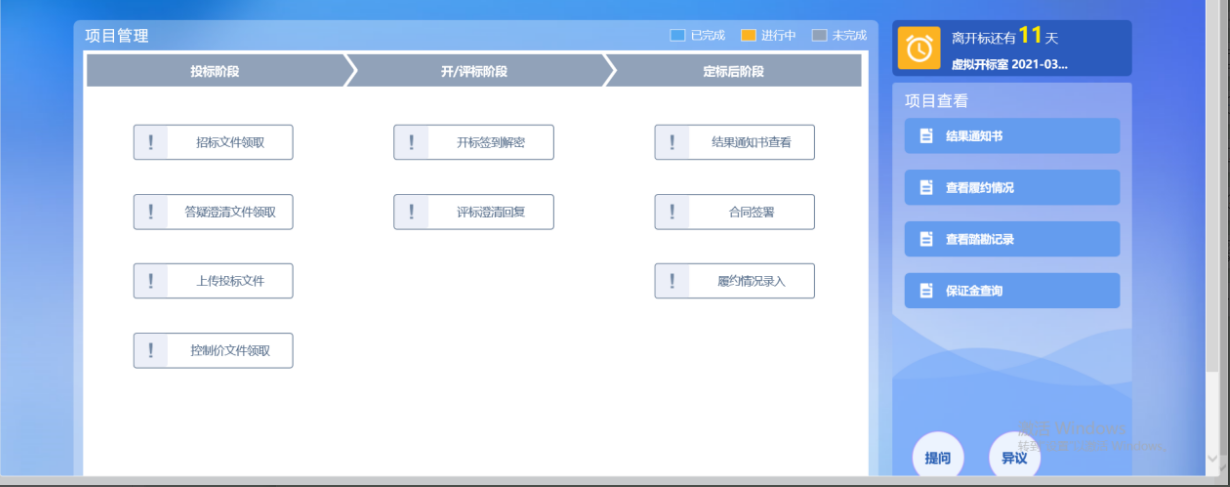 项目管理
已完成 进行中 未完成
投标阶段 开/评标阶段 定标后阶段
! 招标文件领取 ! 开标签到解密 ! 结果通知书查看
! 答疑澄清文件领取 ! 评标澄清回复 ! 合同签署
! 上传投标文件 ! 履约情况录入
! 控制价文件领取
离开标还有11天
虚拟开标室 2021-03...
项目查看
结果通知书
查看履约情况
查看踏勘记录
保证金查询
激活 Windows
提问 异议